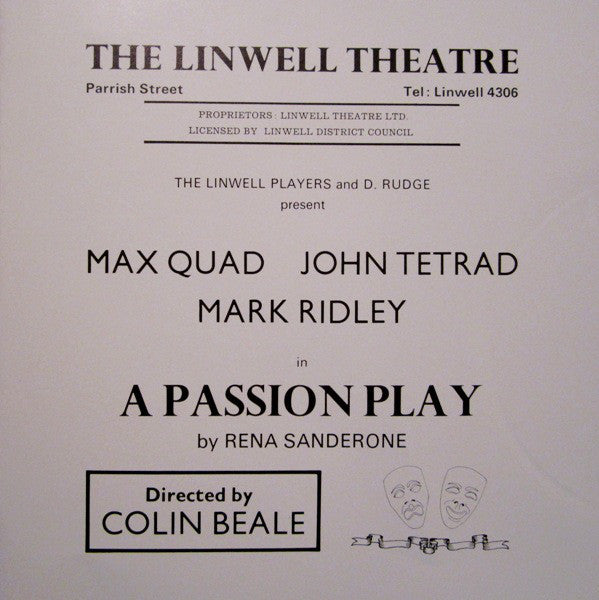 THE LINWELL THEATRE
Parrish Street Tel: Linwell 4306
PROPRIETORS: LINWELL THEATRE LTD.
LICENSED BY LINWELL DISTRICT COUNCIL
THE LINWELL PLAYERS and D. RUDGE
present
MAX QUAD JOHN TETRAD
MARK RIDLEY
in
A PASSION PLAY
by RENA SANDERONE
Directed by
COLIN BEALE